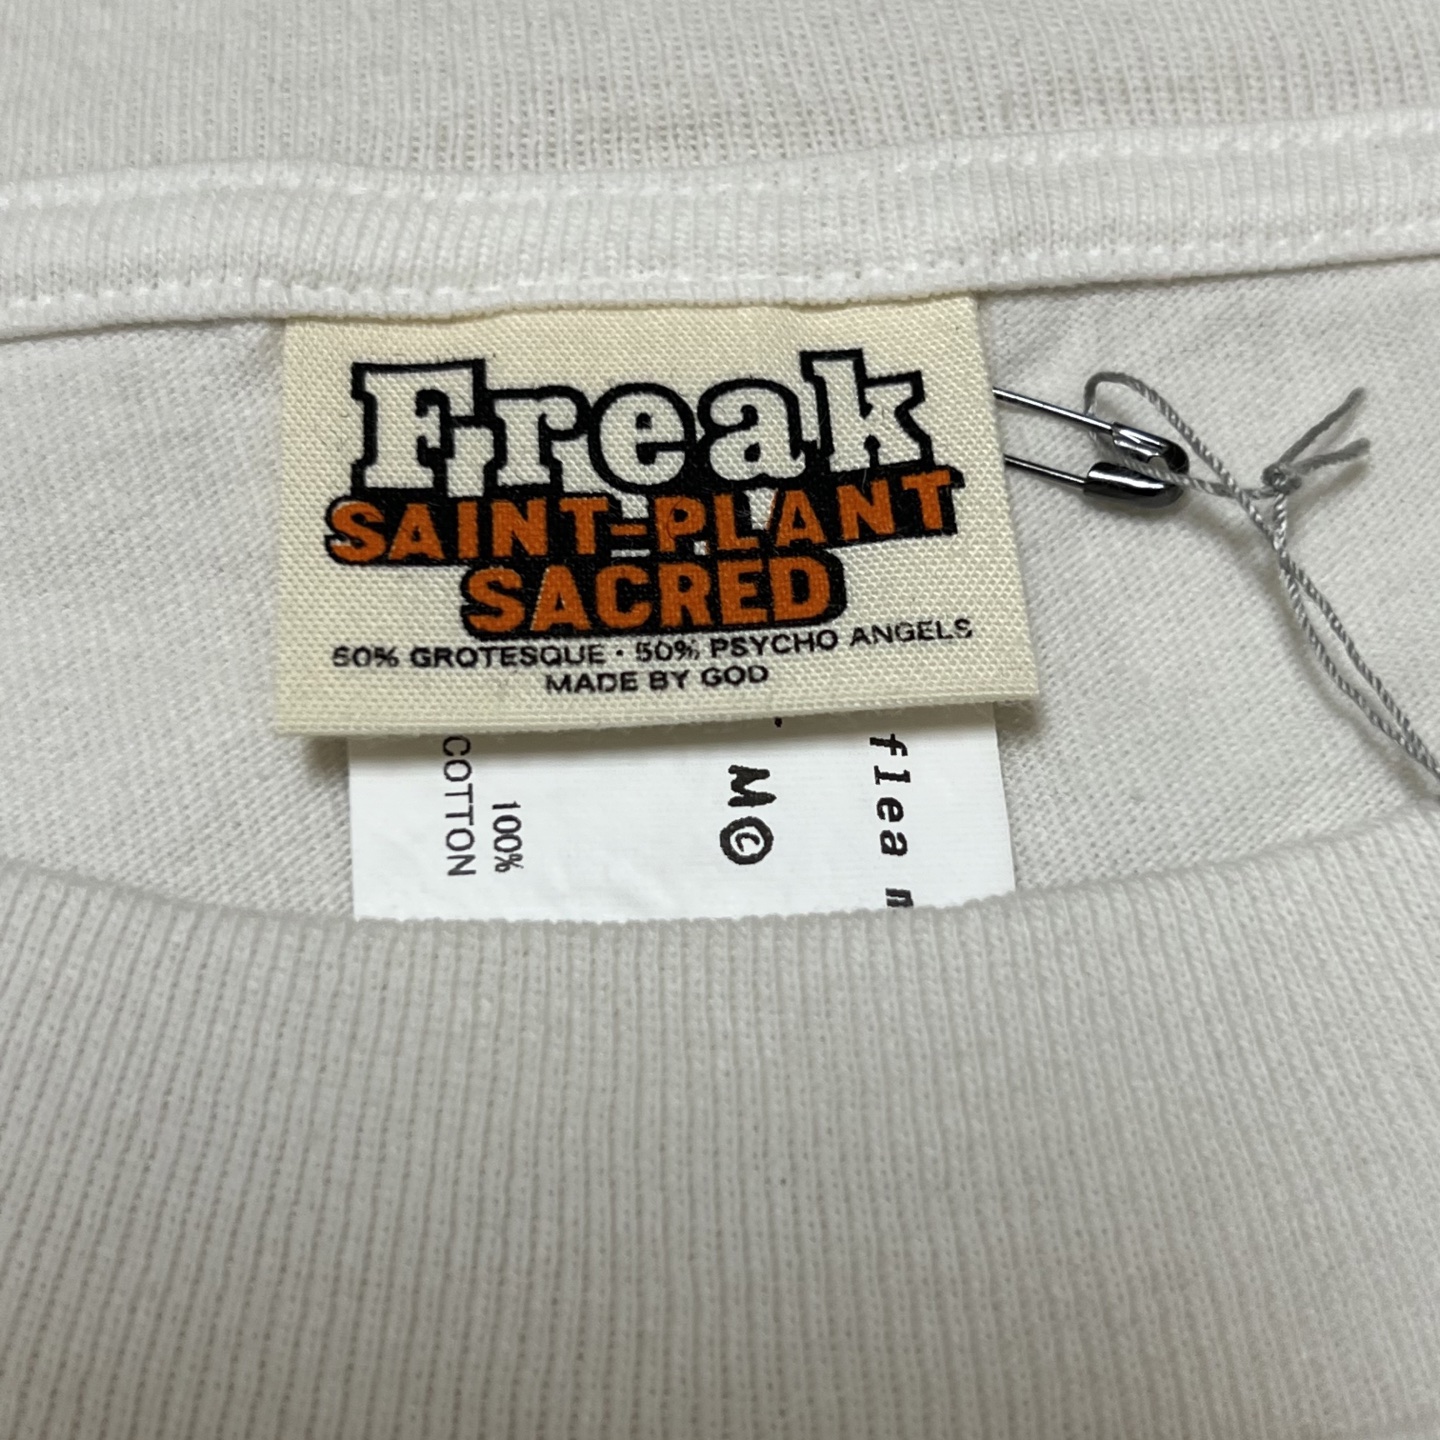 Freak
SAINT=PLANT
SACRED
50% GROTESQUE · 50% PSYCHO ANGELS
MADE BY GOD
flea
M©
100%
COTTON